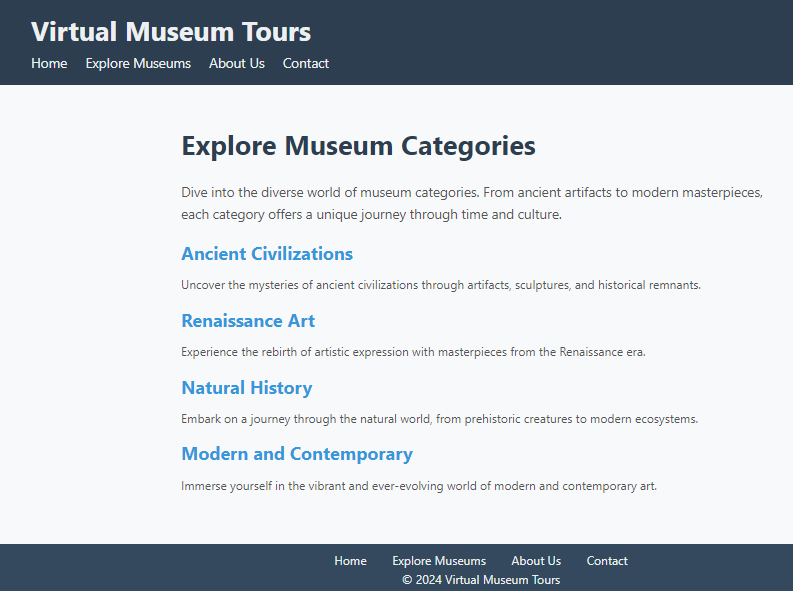 Virtual Museum Tours
Home Explore Museums About Us Contact
Explore Museum Categories
Dive into the diverse world of museum categories. From ancient artifacts to modern masterpieces,
each category offers a unique journey through time and culture.
Ancient Civilizations
Uncover the mysteries of ancient civilizations through artifacts, sculptures, and historical remnants.
Renaissance Art
Experience the rebirth of artistic expression with masterpieces from the Renaissance era.
Natural History
Embark on a journey through the natural world, from prehistoric creatures to modern ecosystems.
Modern and Contemporary
Immerse yourself in the vibrant and ever-evolving world of modern and contemporary art.
Home Explore Museums About Us Contact
© 2024 Virtual Museum Tours